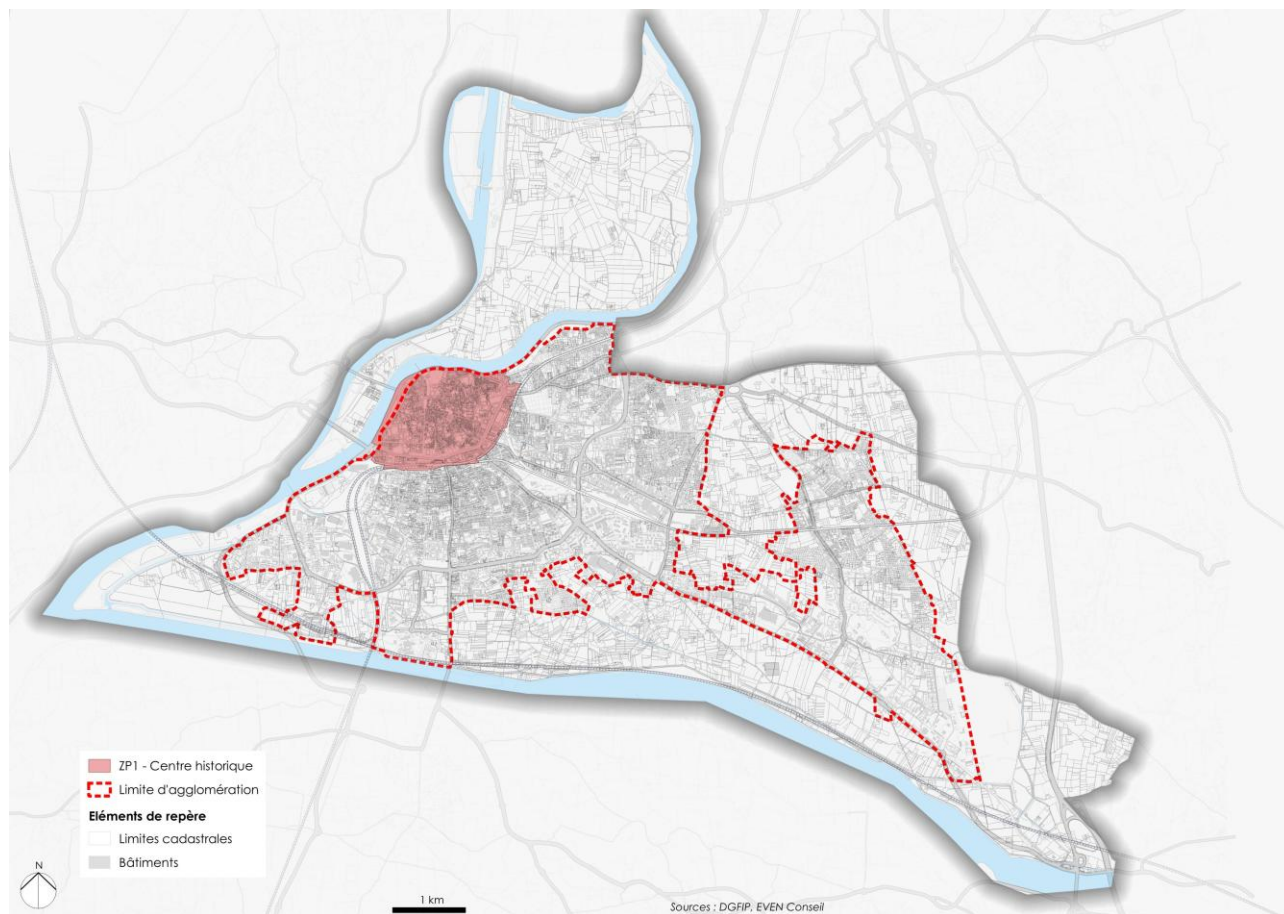 ZP1 - Centre historique
Limite d'agglomération
Eléments de repère
Limites cadastrales
Bâtiments
N
1 km
Sources : DGFIP, EVEN Conseil